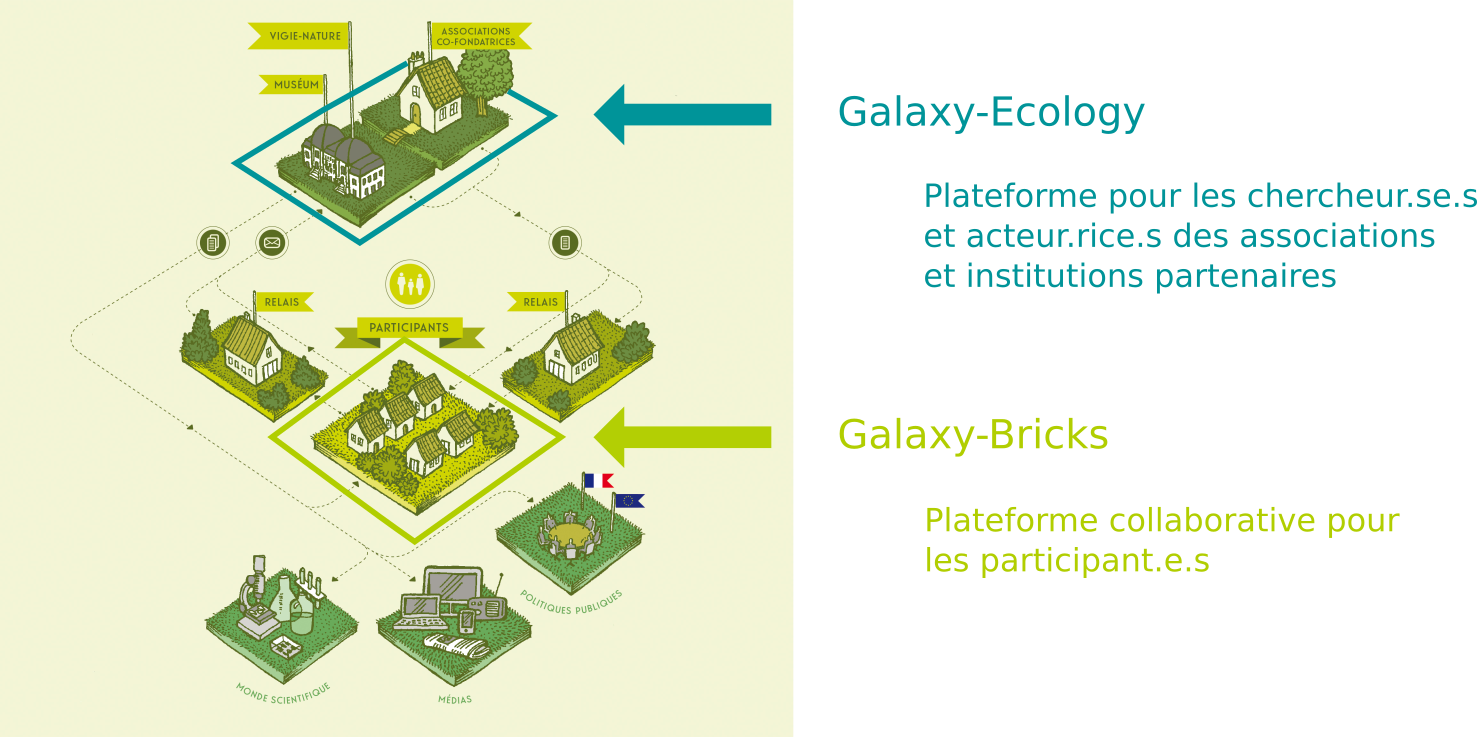 VIGIE-NATURE
ASSOCIATIONS
CO-FONDATRICES
MUSÉUM
Galaxy-Ecology
Plateforme pour les chercheur.se.s
et acteur.rice.s des associations
et institutions partenaires
RELAIS
RELAIS
PARTICIPANTS
Galaxy-Bricks
Plateforme collaborative pour
les participant.e.s
POLITIQUES PUBLIQUES
MONDE SCIENTIFIQUE
MÉDIAS